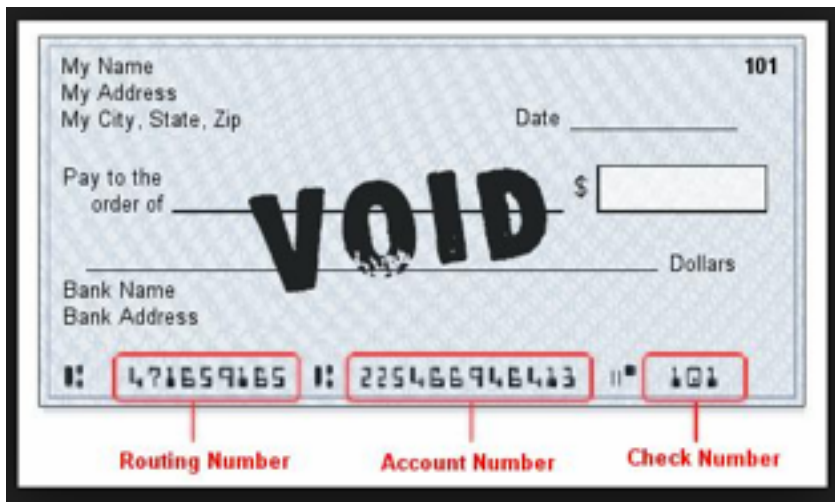 My Name
101
My Address
My City, State, Zip
Date
Pay to the
order of
$
VOID
Dollars
Bank Name
Bank Address
471659165 225466946413 101
Routing Number Account Number Check Number